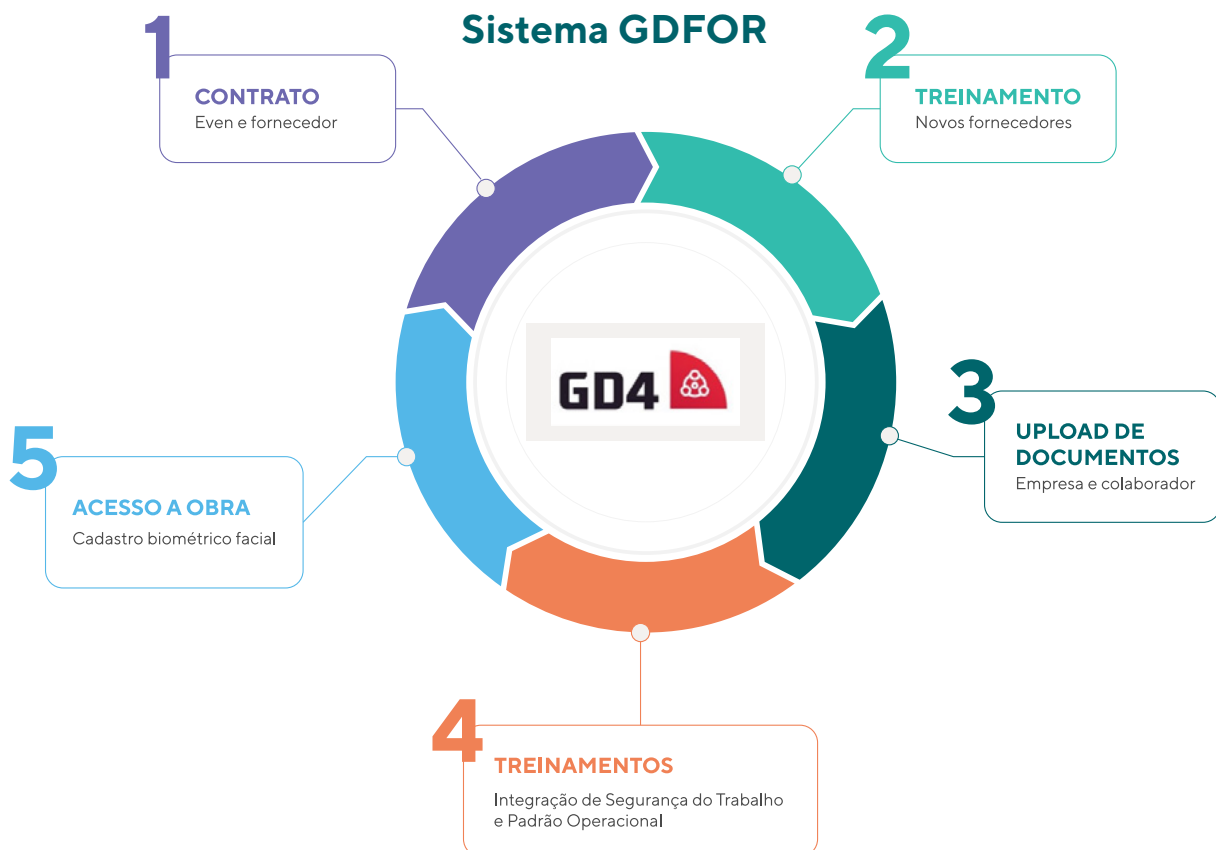 Sistema GDFOR
1
CONTRATO
Even e fornecedor
2
TREINAMENTO
Novos fornecedores
3
UPLOAD DE
DOCUMENTOS
Empresa e colaborador
4
TREINAMENTOS
Integração de Segurança do Trabalho
e Padrão Operacional
5
ACESSO A OBRA
Cadastro biométrico facial
GD4